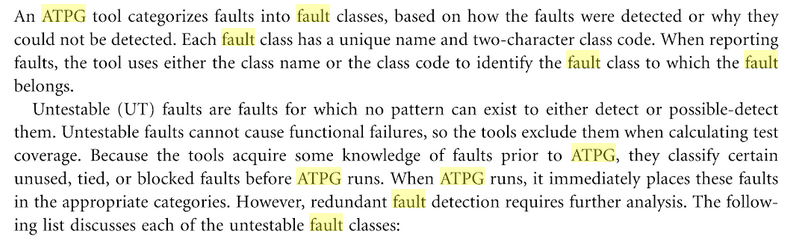 An ATPG tool categorizes faults into fault classes, based on how the faults were detected or why they
could not be detected. Each fault class has a unique name and two-character class code. When reporting
faults, the tool uses either the class name or the class code to identify the fault class to which the fault
belongs.
Untestable (UT) faults are faults for which no pattern can exist to either detect or possible-detect
them. Untestable faults cannot cause functional failures, so the tools exclude them when calculating test
coverage. Because the tools acquire some knowledge of faults prior to ATPG, they classify certain
unused, tied, or blocked faults before ATPG runs. When ATPG runs, it immediately places these faults
in the appropriate categories. However, redundant fault detection requires further analysis. The follow-
ing list discusses each of the untestable fault classes: